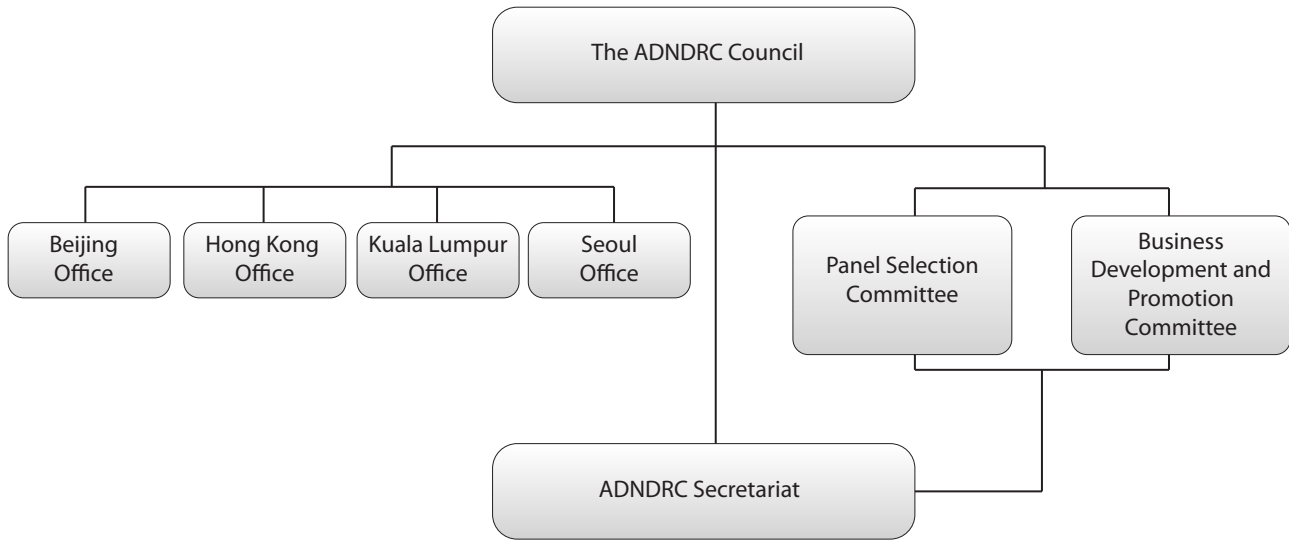 The ADNDRC Council
Beijing
Office
Hong Kong
Office
Kuala Lumpur
Office
Seoul
Office
Panel Selection
Committee
Business
Development and
Promotion
Committee
ADNDRC Secretariat